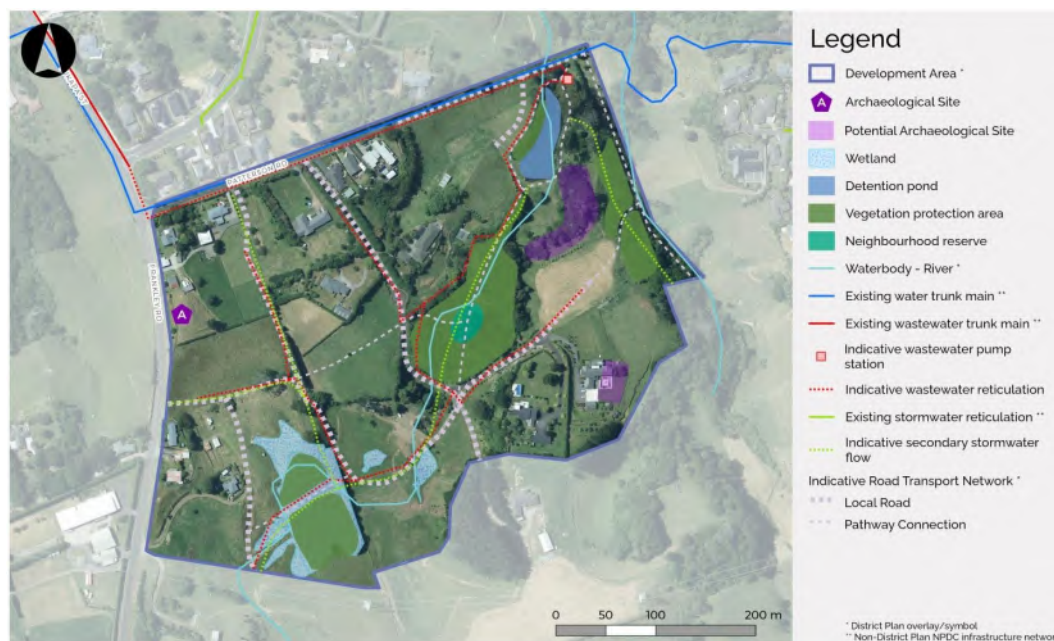 PATTERSON RD
FRANKLEY RD
A
Legend
Development Area *
A
Archaeological Site
Potential Archaeological Site
Wetland
Detention pond
Vegetation protection area
Neighbourhood reserve
Waterbody - River *
Existing water trunk main **
Existing wastewater trunk main **
Indicative wastewater pump
station
Indicative wastewater reticulation
Existing stormwater reticulation **
Indicative secondary stormwater
flow
Indicative Road Transport Network *
Local Road
Pathway Connection
0 50 100 200 m
* District Plan overlay/symbol
** Non-District Plan NPDC infrastructure networ